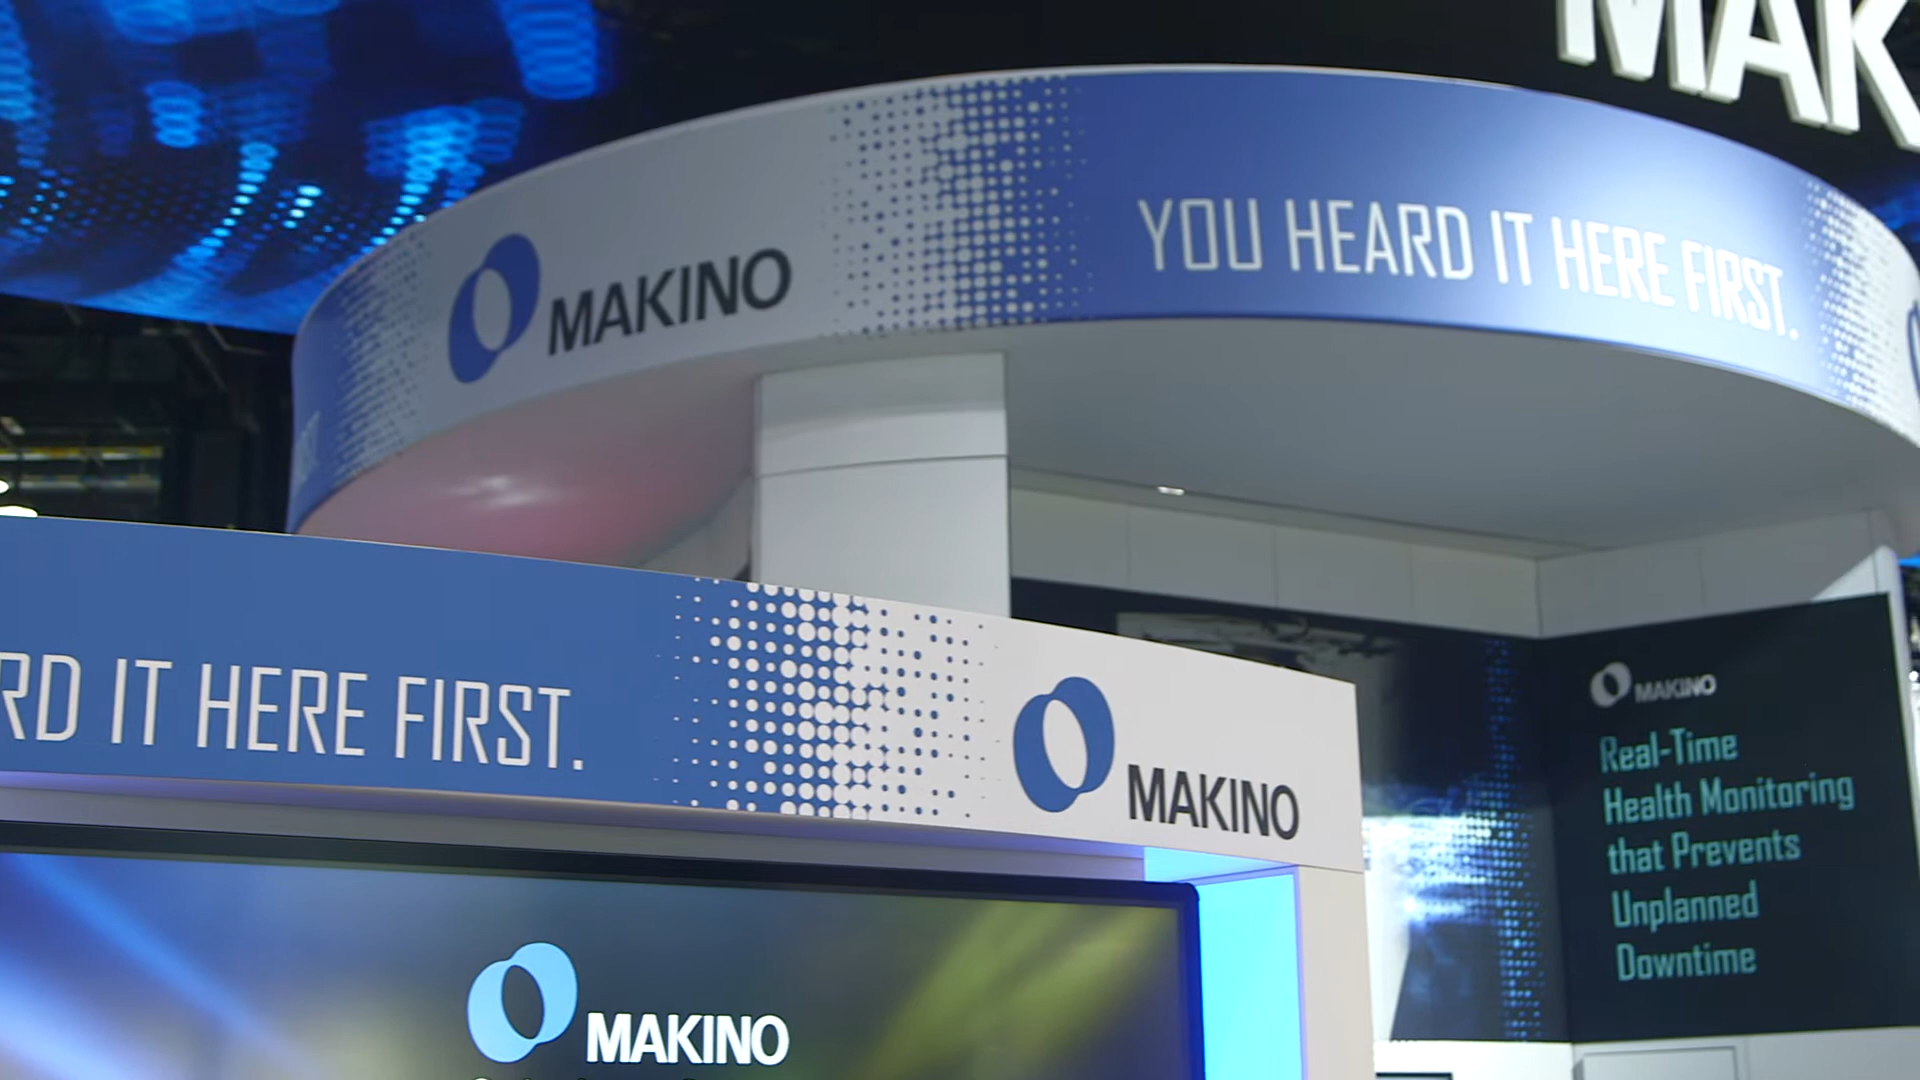 MAK
MAKINO
YOU HEARD IT HERE FIRST.
RD IT HERE FIRST.
MAKINO
MAKINO
Real-Time
Health Monitoring
that Prevents
Unplanned
Downtime
MAKINO